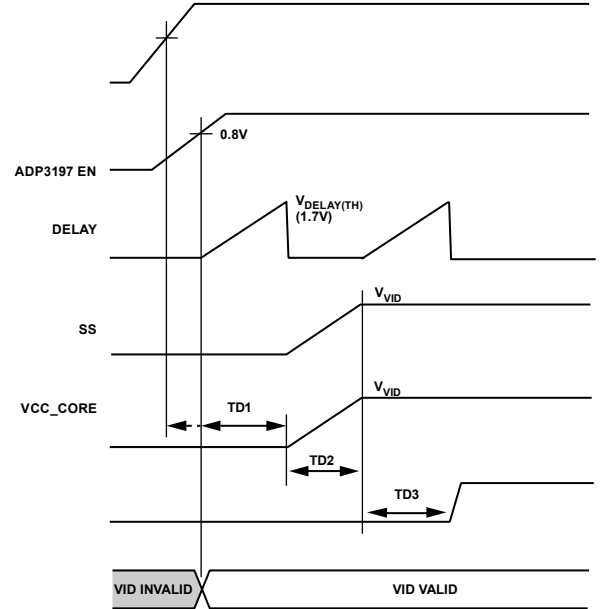 0.8V
ADP3197 EN
V_DELAY(TH)
(1.7V)
DELAY
V_VID
SS
V_VID
VCC_CORE
TD1
TD2
TD3
VID INVALID
VID VALID